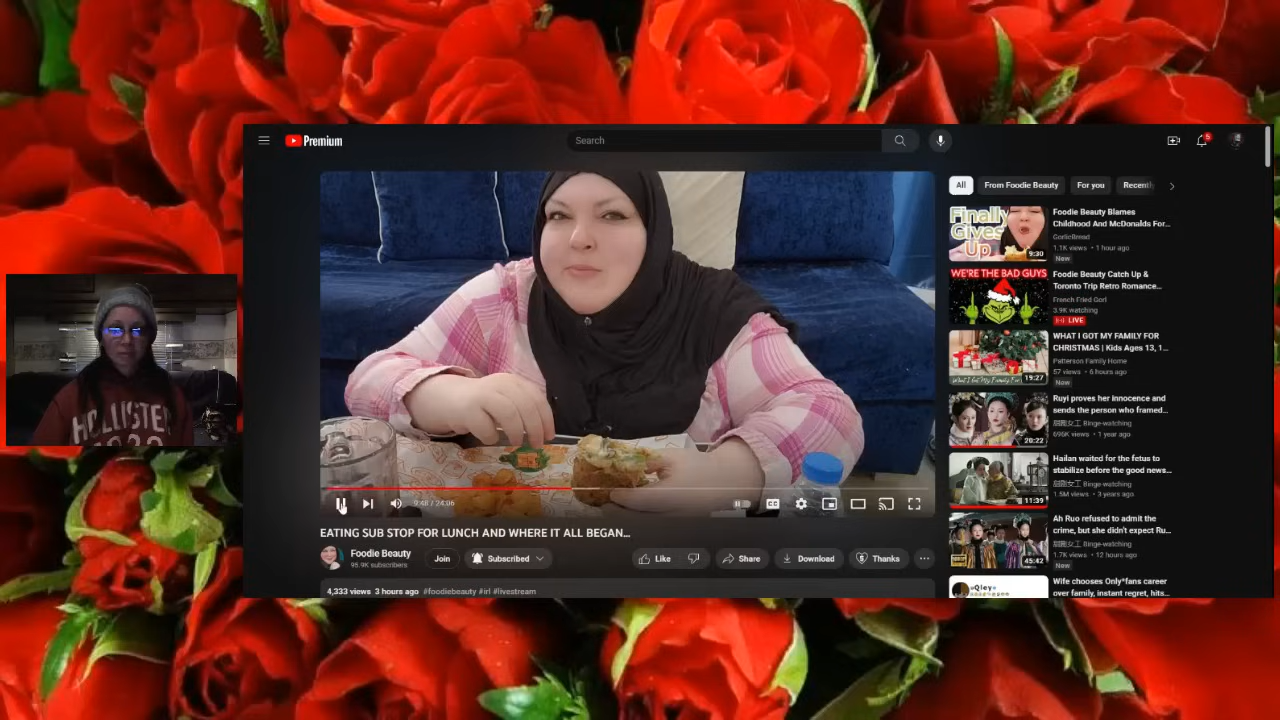 Premium
Search
5
All
From Foodie Beauty
For you
Recently
Finally
Gives
Up
9:30
Foodie Beauty Blames
Childhood And McDonalds For...
GorlicBread
1.1K views • 1 hour ago
New
WE'RE THE BAD GUYS
Foodie Beauty Catch Up &
Toronto Trip Retro Romance...
French Fried Gorl
3.9K watching
LIVE
WHAT I GOT MY FAMILY FOR
CHRISTMAS | Kids Ages 13, 1...
Patterson Family Home
57 views • 6 hours ago
New
19:27
Ruyi proves her innocence and
sends the person who framed...
Binge-watching
696K views • 1 year ago
20:22
Hailan waited for the fetus to
stabilize before the good news...
Binge-watching
1.5M views • 3 years ago
11:39
Ah Ruo refused to admit the
crime, but she didn't expect Ru...
Binge-watching
1.7K views • 12 hours ago
New
45:42
Wife chooses Only*fans career
over family, instant regret, hits...
HOLLISTER
9:48 / 24:06
CC
EATING SUB STOP FOR LUNCH AND WHERE IT ALL BEGAN...
Foodie Beauty
95.9K subscribers
Join
Subscribed
Like
Share
Download
Thanks
4,333 views 3 hours ago #foodiebeauty #irl #livestream